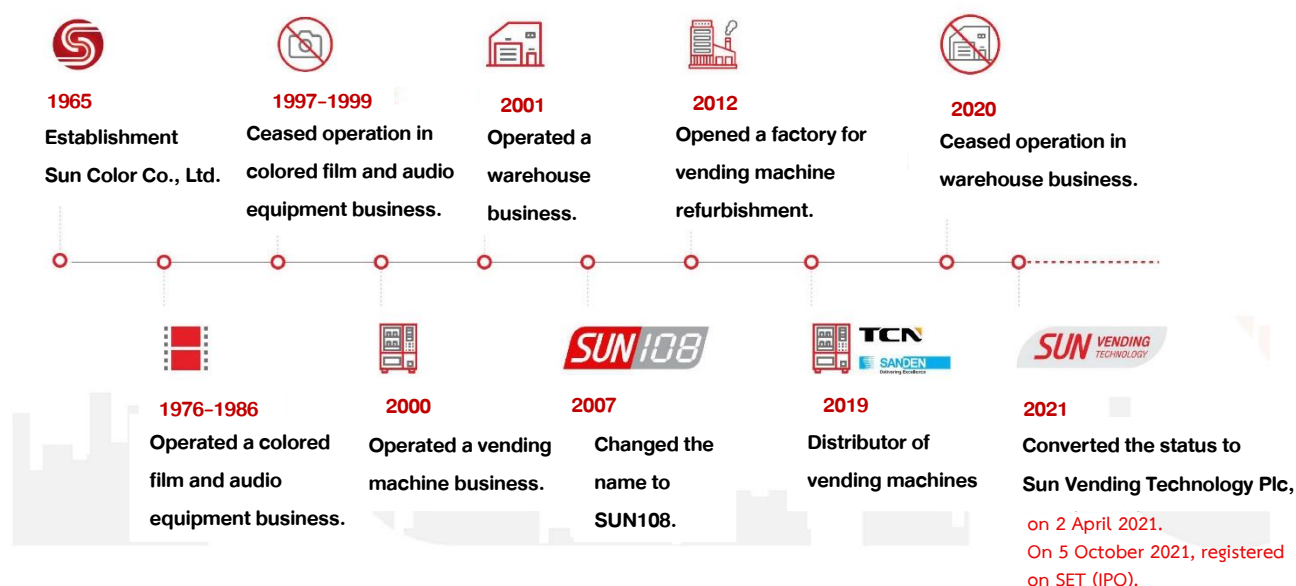 1965
Establishment
Sun Color Co., Ltd.
1997-1999
Ceased operation in
colored film and audio
equipment business.
2001
Operated a
warehouse
business.
2012
Opened a factory for
vending machine
refurbishment.
2020
Ceased operation in
warehouse business.
1976-1986
Operated a colored
film and audio
equipment business.
2000
Operated a vending
machine business.
SUN108
2007
Changed the
name to
SUN108.
TCN
SANDEN
Delivering Excellence
2019
Distributor of
vending machines
SUN VENDING
TECHNOLOGY
2021
Converted the status to
Sun Vending Technology Plc,
on 2 April 2021.
On 5 October 2021, registered
on SET (IPO).